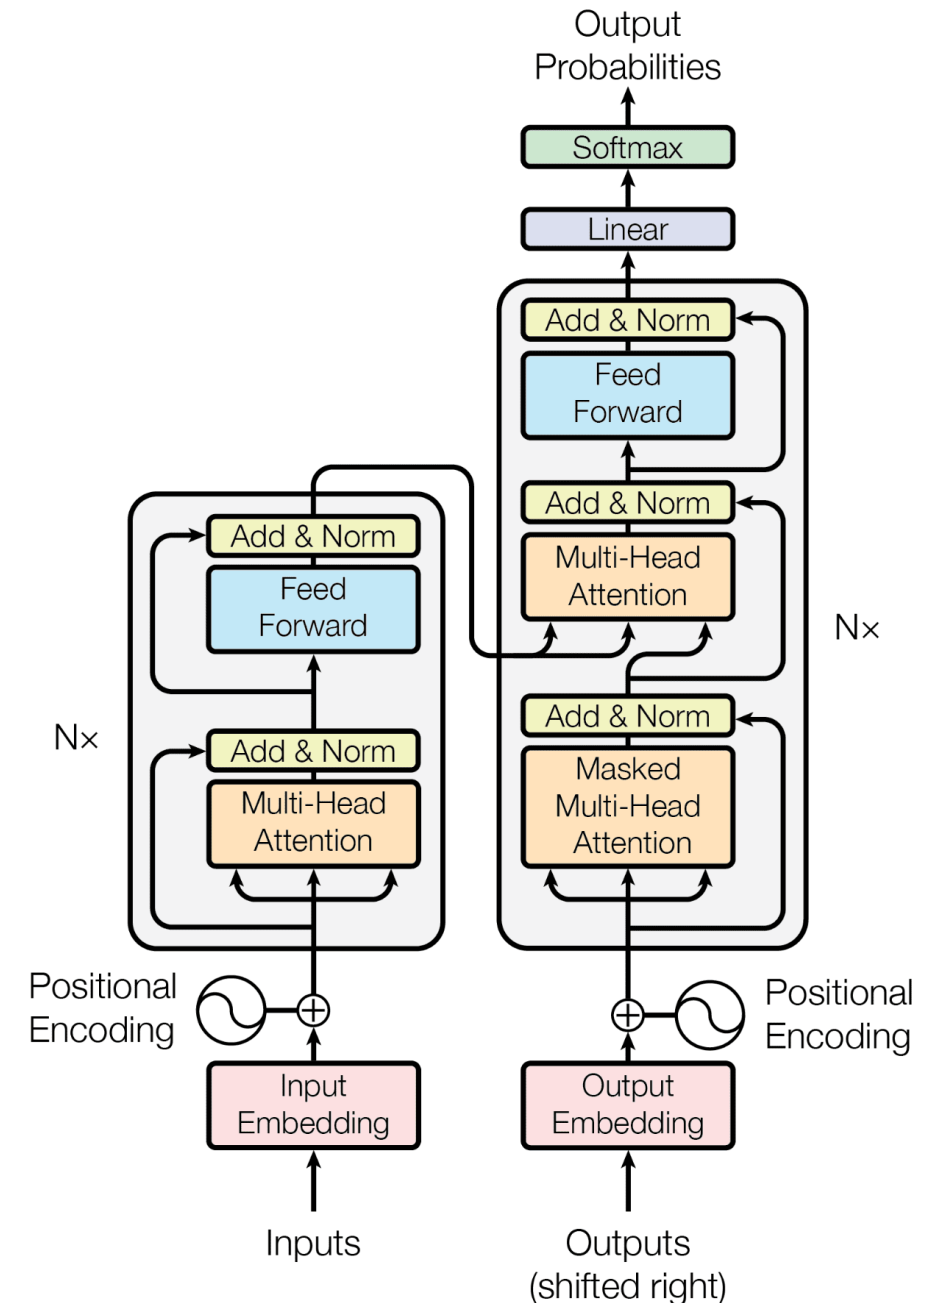 Output
Probabilities
Softmax
Linear
Add & Norm
Feed
Forward
Add & Norm
Multi-Head
Attention
Add & Norm
Masked
Multi-Head
Attention
N×
Add & Norm
Feed
Forward
Add & Norm
Multi-Head
Attention
N×
Positional
Encoding
Positional
Encoding
Input
Embedding
Output
Embedding
Inputs
Outputs
(shifted right)